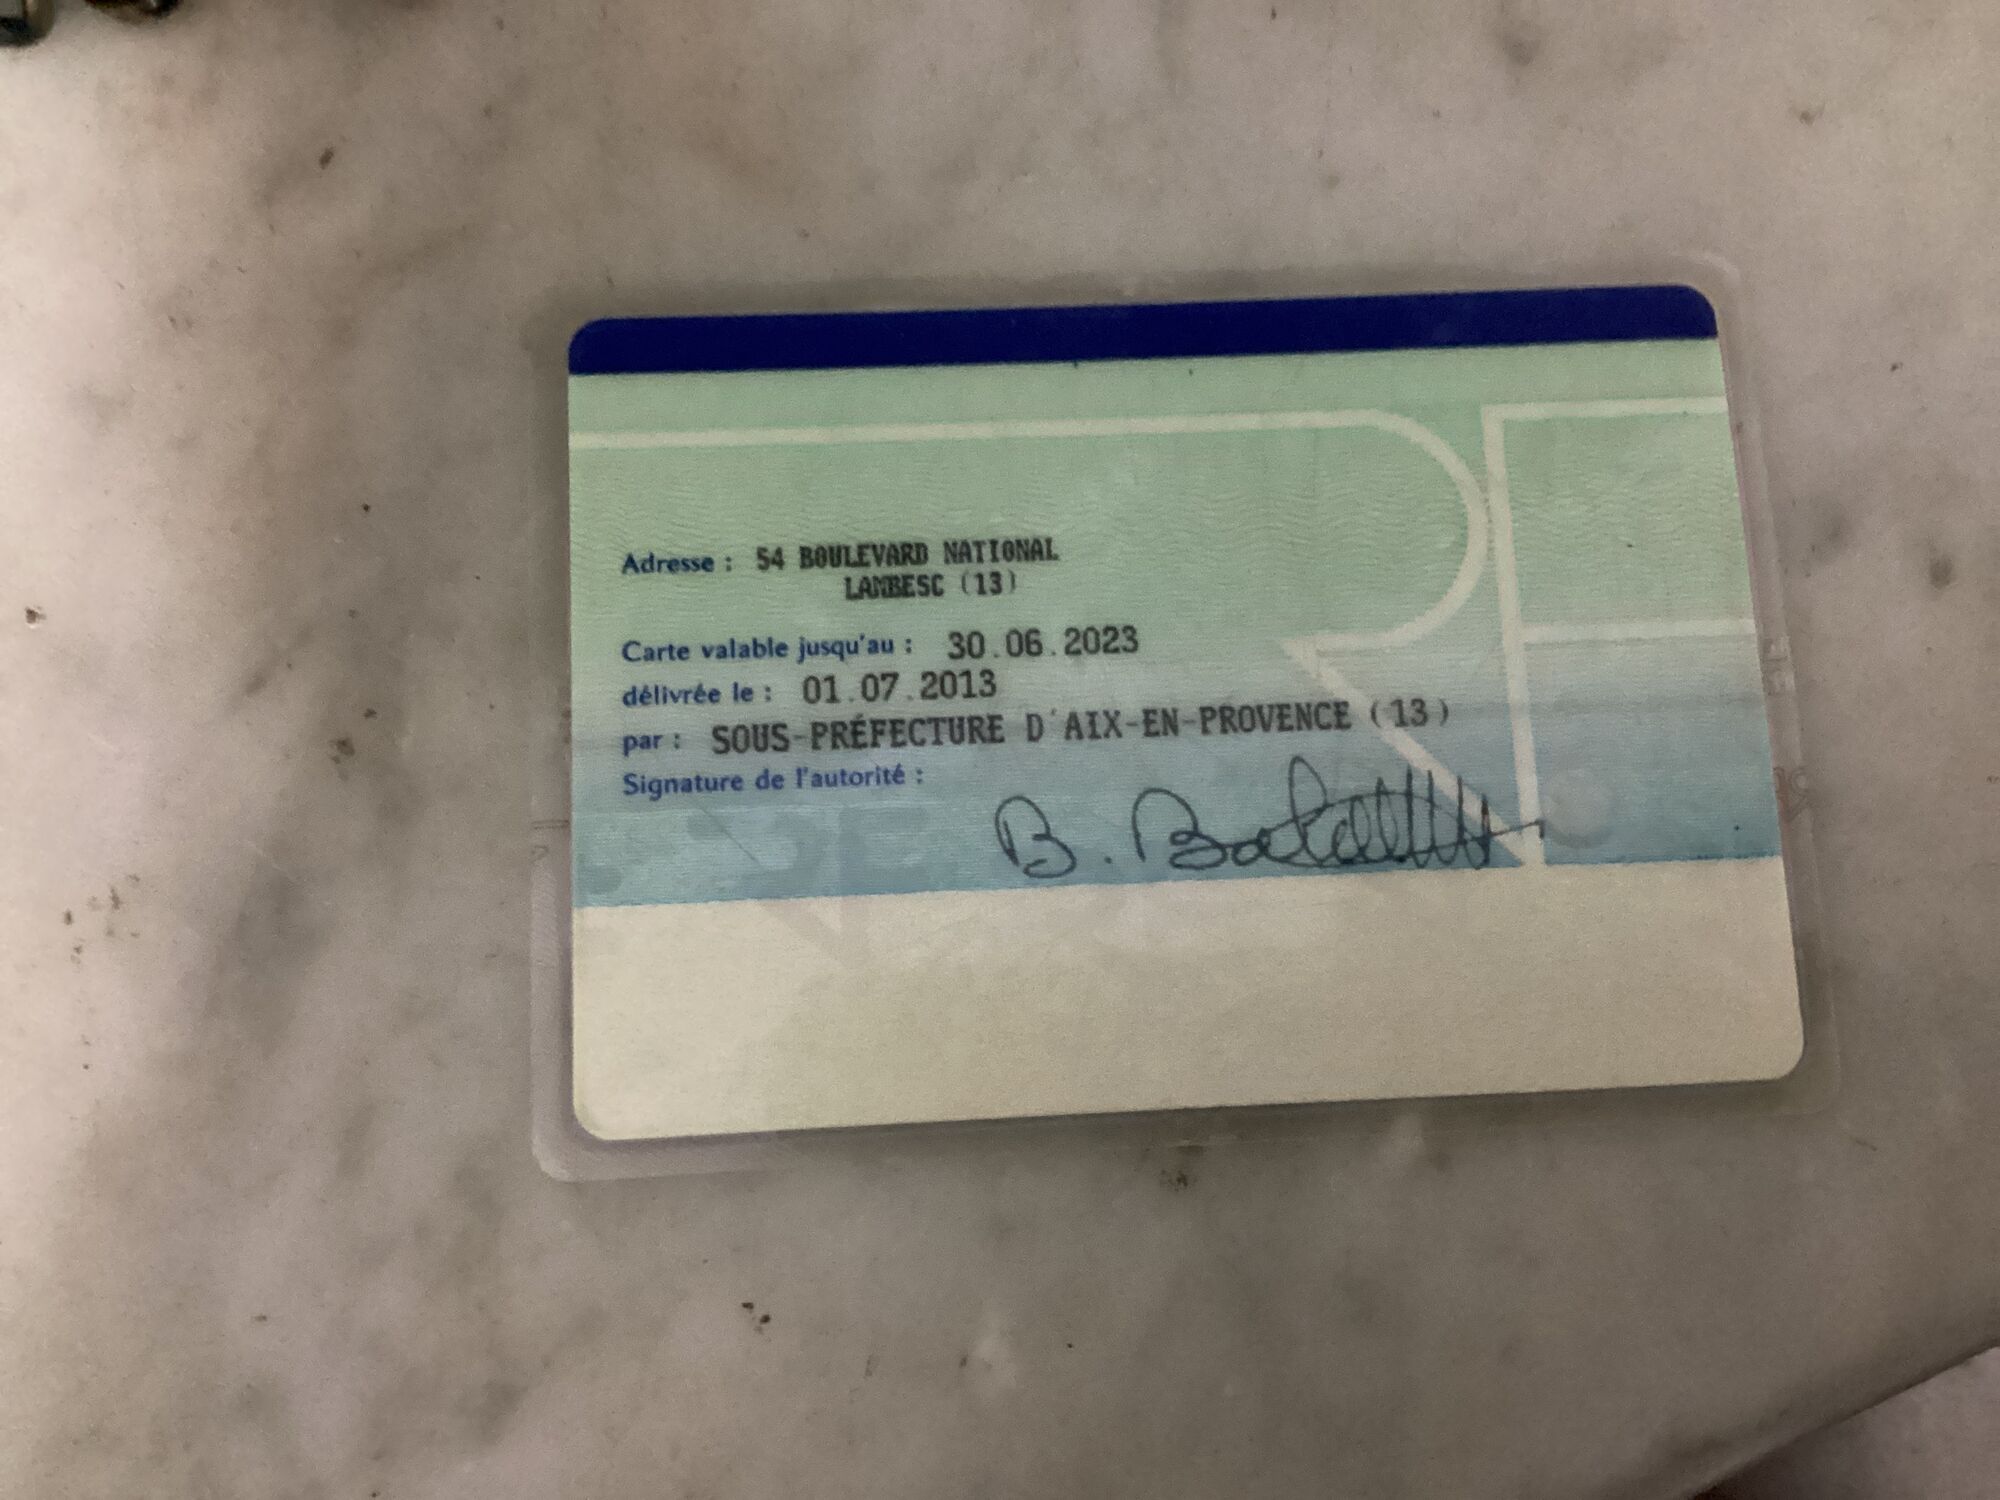 Adresse : 54 BOULEVARD NATIONAL
LAMBESC (13)
Carte valable jusqu'au : 30.06.2023
délivrée le : 01.07.2013
par : SOUS-PRÉFECTURE D'AIX-EN-PROVENCE (13)
Signature de l'autorité :
B.
RF